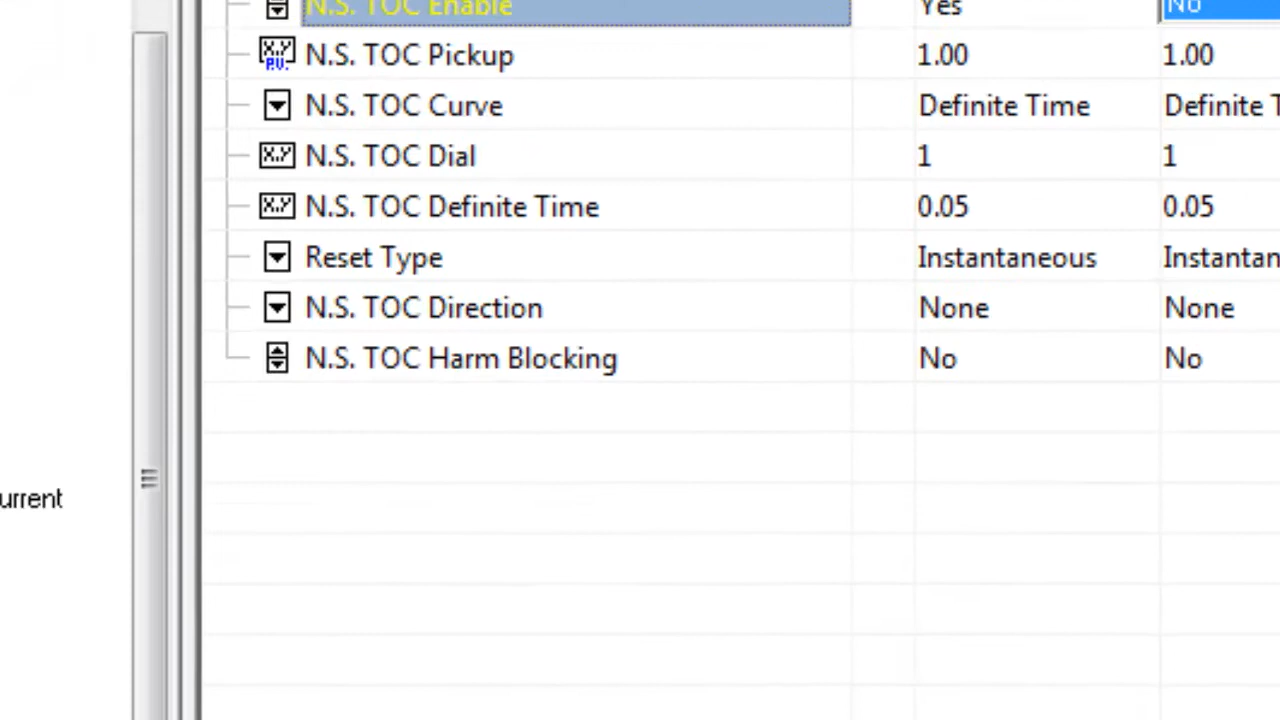 N.S. TOC Enable Yes No
N.S. TOC Pickup 1.00 1.00
N.S. TOC Curve Definite Time Definite T
N.S. TOC Dial 1 1
N.S. TOC Definite Time 0.05 0.05
Reset Type Instantaneous Instantan
N.S. TOC Direction None None
N.S. TOC Harm Blocking No No
urrent